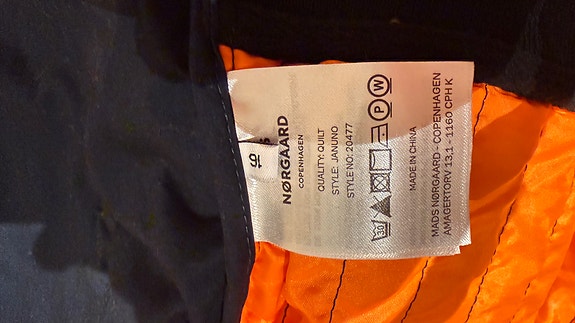 NØRGAARD
COPENHAGEN
QUALITY: QUILT
STYLE: JANUNO
STYLE NO: 20477
30 P W
MADE IN CHINA
MADS NØRGAARD - COPENHAGEN
AMAGERTORV 13,1 - 1160 CPH K